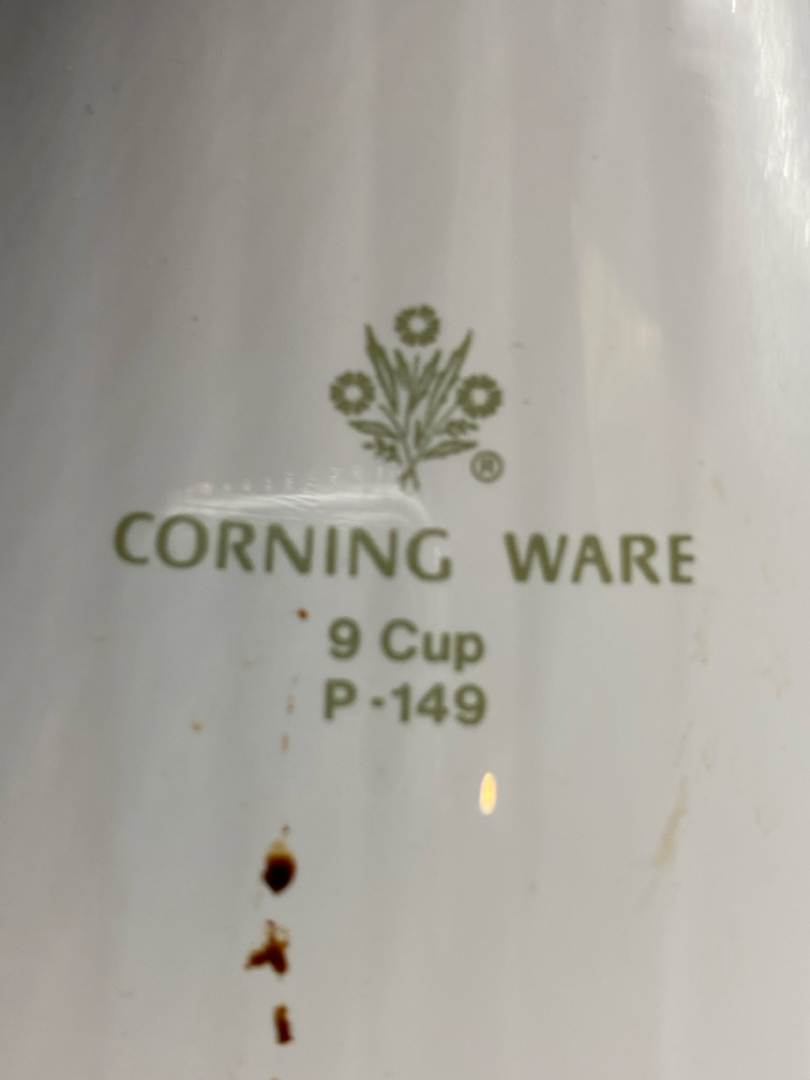 ®
CORNING WARE
9 Cup
P-149